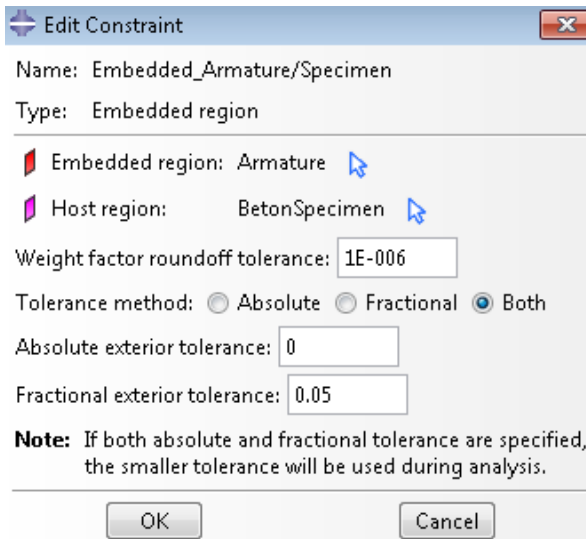 Edit Constraint
Name: Embedded_Armature/Specimen
Type: Embedded region
Embedded region: Armature
Host region: BetonSpecimen
Weight factor roundoff tolerance: 1E-006
Tolerance method: Absolute Fractional Both
Absolute exterior tolerance: 0
Fractional exterior tolerance: 0.05
Note: If both absolute and fractional tolerance are specified,
the smaller tolerance will be used during analysis.
OK Cancel